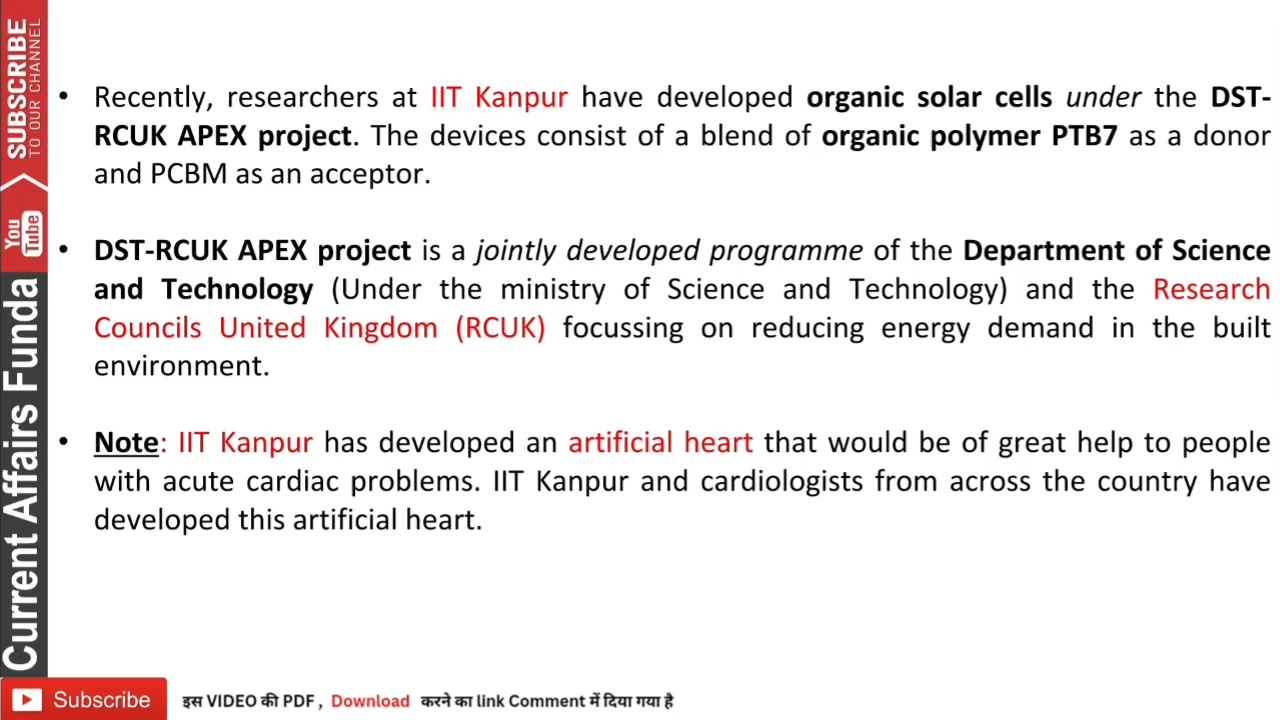 • Recently, researchers at IIT Kanpur have developed organic solar cells under the DST-
RCUK APEX project. The devices consist of a blend of organic polymer PTB7 as a donor
and PCBM as an acceptor.
• DST-RCUK APEX project is a jointly developed programme of the Department of Science
and Technology (Under the ministry of Science and Technology) and the Research
Councils United Kingdom (RCUK) focussing on reducing energy demand in the built
environment.
• Note: IIT Kanpur has developed an artificial heart that would be of great help to people
with acute cardiac problems. IIT Kanpur and cardiologists from across the country have
developed this artificial heart.
SUBSCRIBE
TO OUR CHANNEL
You
Tube
Current Affairs Funda
Subscribe
इस VIDEO की PDF , Download करने का link Comment में दिया गया है